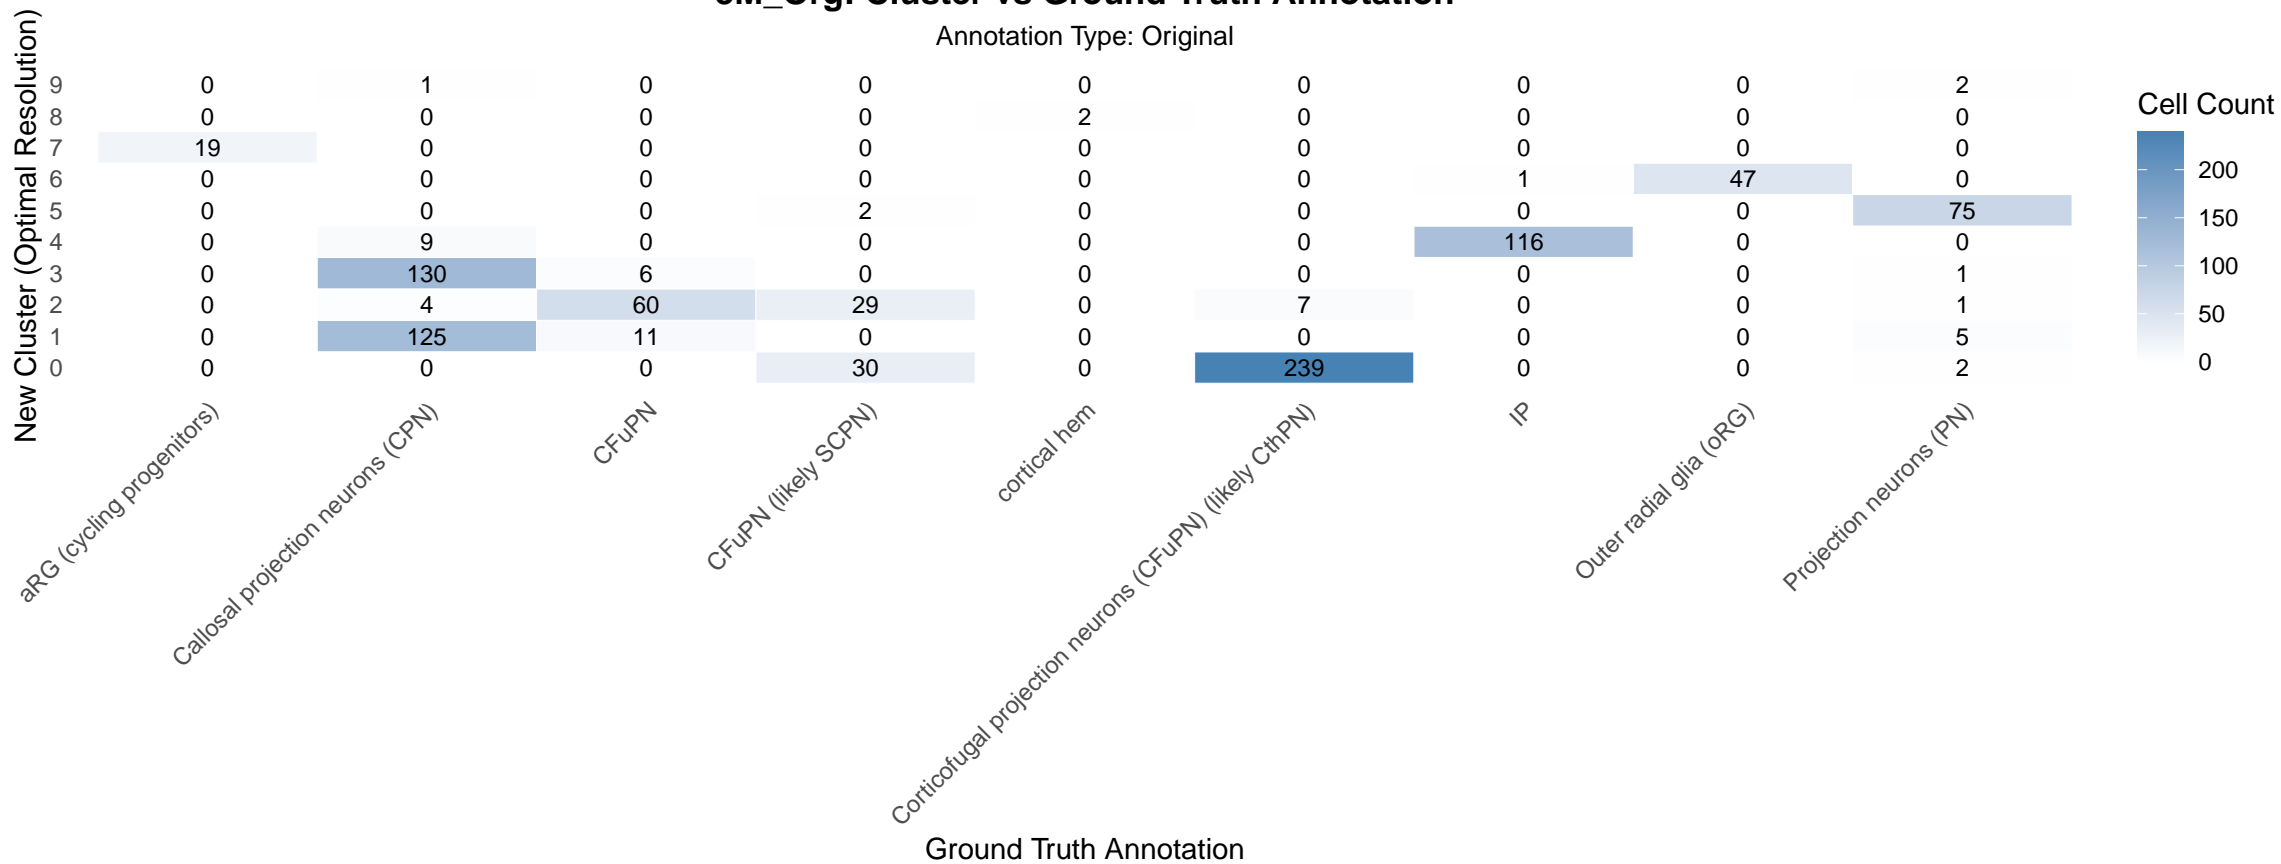 Cluster vs Ground Truth Annotation
Annotation Type: Original
New Cluster (Optimal Resolution)
9 0 1 0 0 0 0 0 0 2
8 0 0 0 0 2 0 0 0 0
7 19 0 0 0 0 0 0 0 0
6 0 0 0 0 0 0 1 47 0
5 0 0 0 2 0 0 0 0 75
4 0 9 0 0 0 0 116 0 0
3 0 130 6 0 0 0 0 0 1
2 0 4 60 29 0 7 0 0 1
1 0 125 11 0 0 0 0 0 5
0 0 0 0 30 0 239 0 0 2
aRG (cycling progenitors)
Callosal projection neurons (CPN)
CFuPN
CFuPN (likely SCPN)
cortical hem
Corticofugal projection neurons (CFuPN) (likely CthPN)
IP
Outer radial glia (oRG)
Projection neurons (PN)
Ground Truth Annotation
Cell Count
200
150
100
50
0